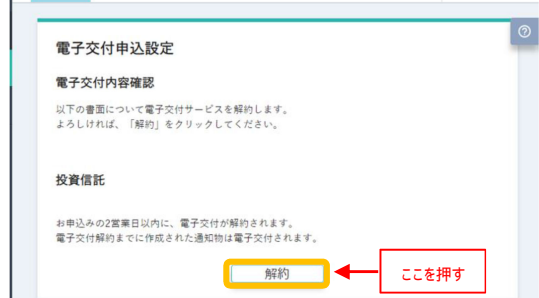 電子交付申込設定
電子交付内容確認
以下の書面について電子交付サービスを解約します。
よろしければ、「解約」をクリックしてください。
投資信託
お申込みの2営業日以内に、電子交付が解約されます。
電子交付解約までに作成された通知物は電子交付されます。
解約
ここを押す